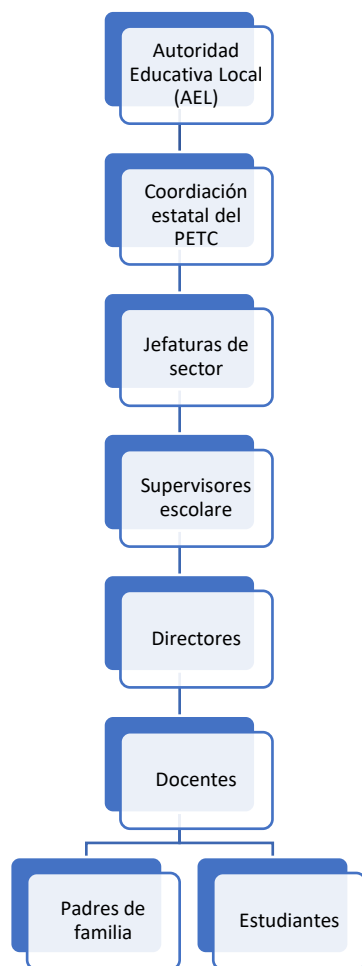 Autoridad
Educativa Local
(AEL)
Coordiación
estatal del
PETC
Jefaturas de
sector
Supervisores
escolare
Directores
Docentes
Padres de
familia
Estudiantes